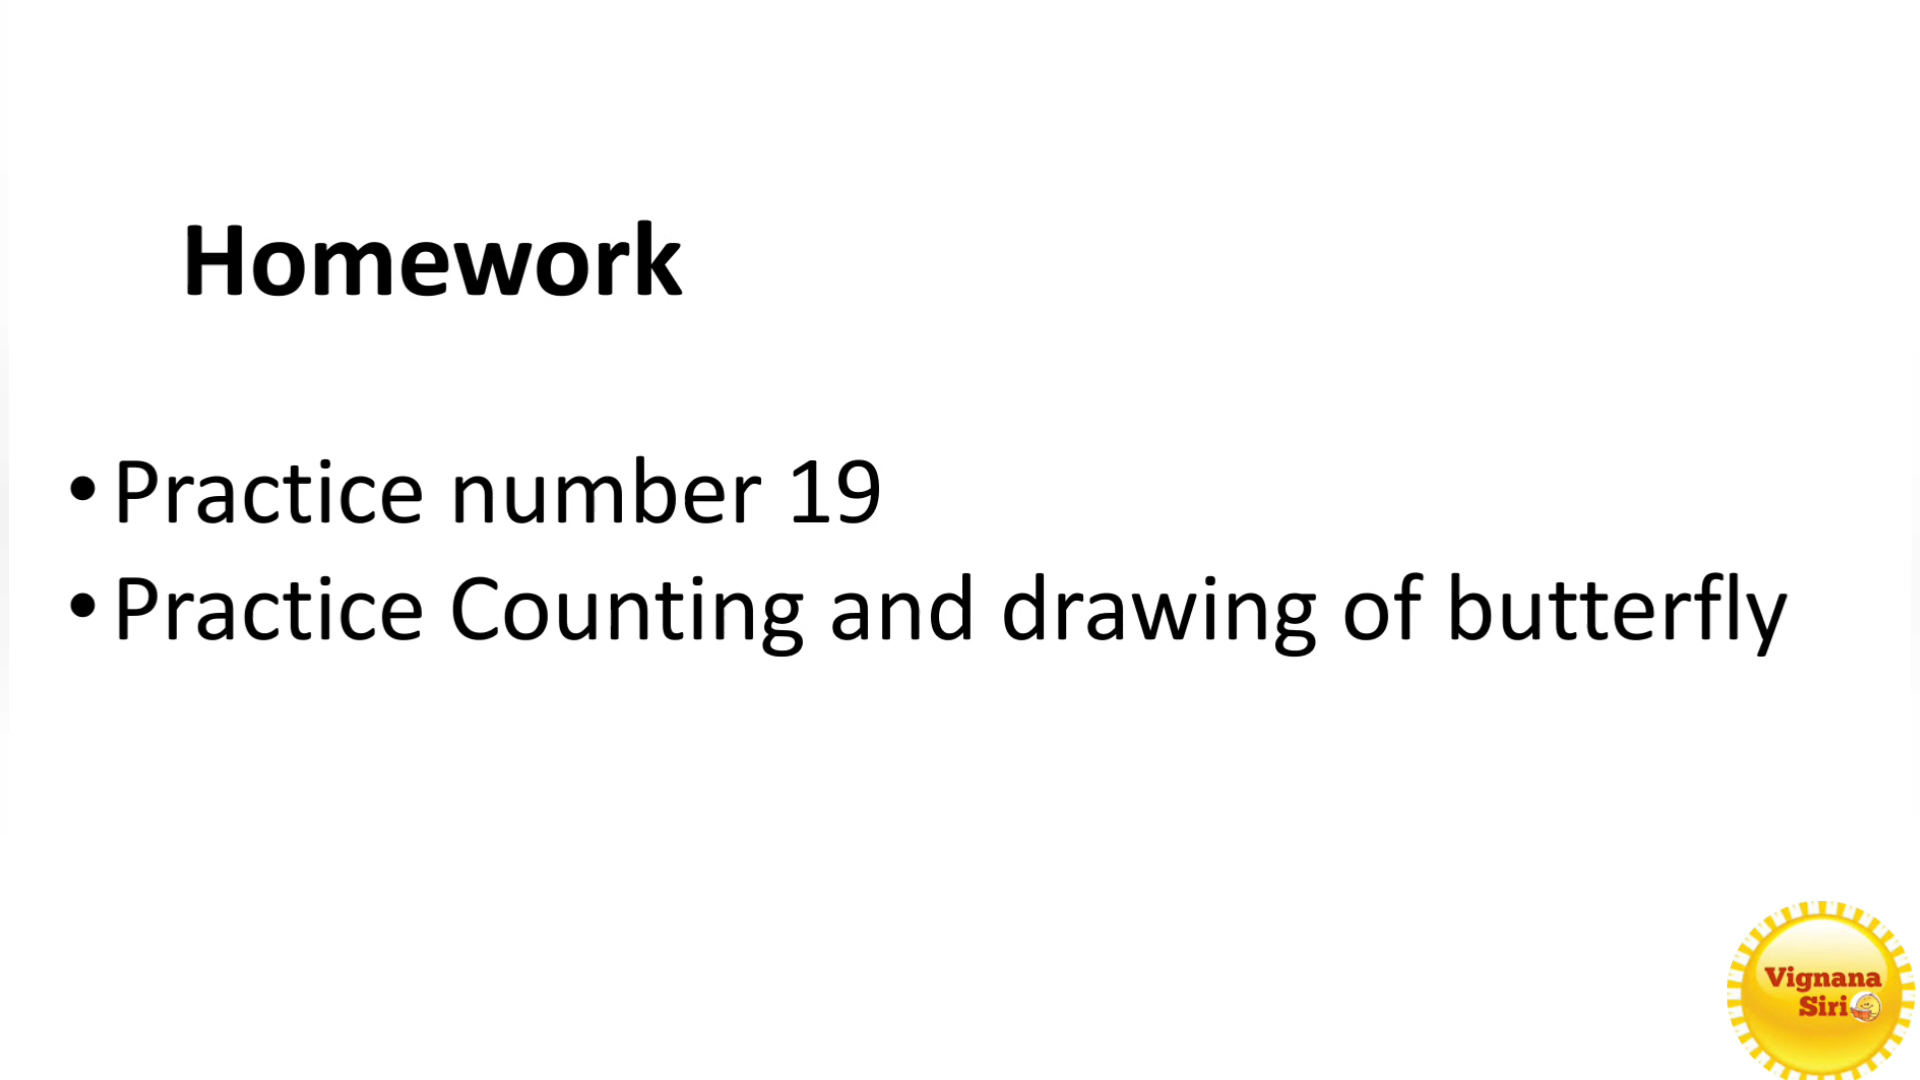 Homework
• Practice number 19
• Practice Counting and drawing of butterfly
Vignana
Siri